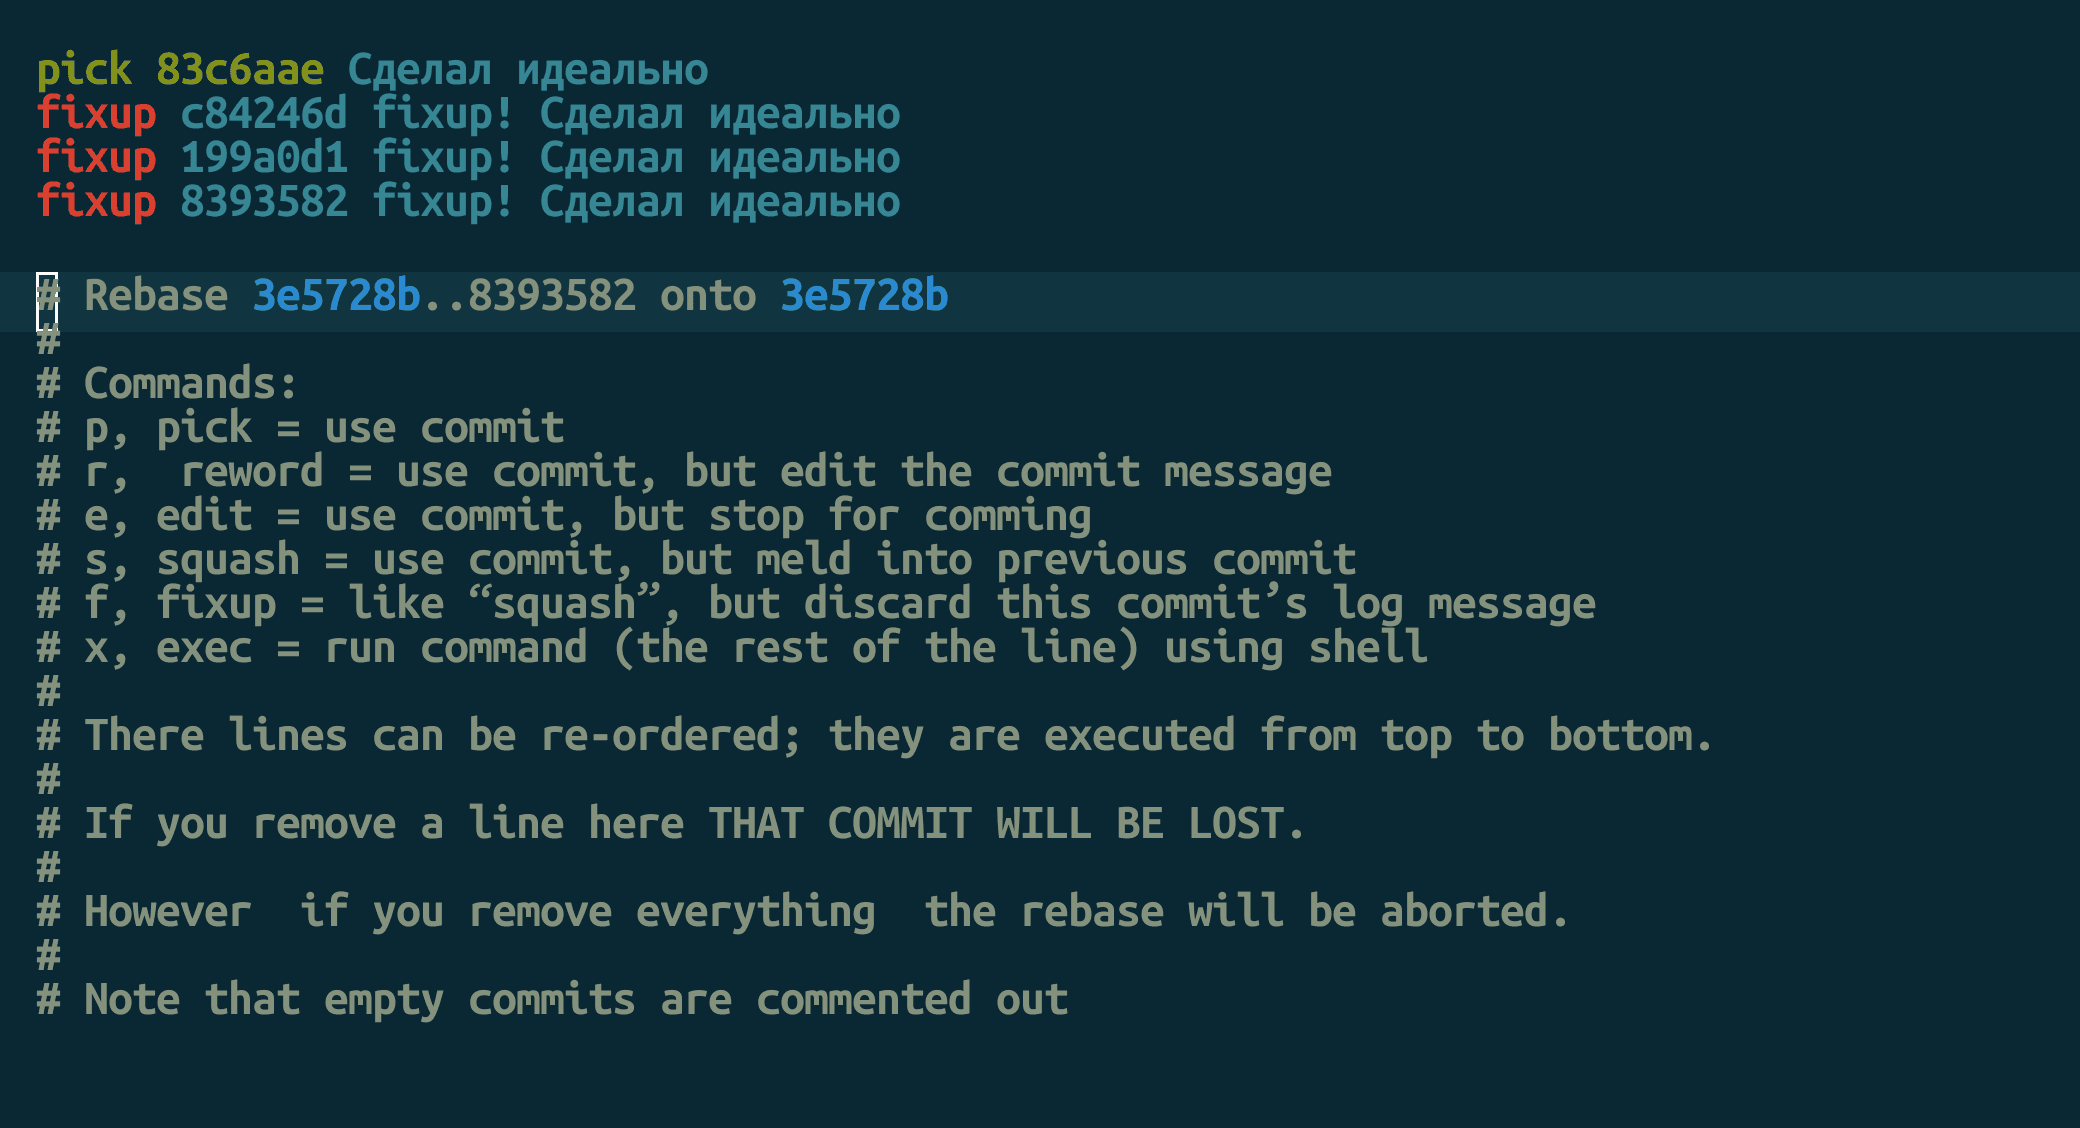 pick 83c6aae Сделал идеально
fixup c84246d fixup! Сделал идеально
fixup 199a0d1 fixup! Сделал идеально
fixup 8393582 fixup! Сделал идеально
# Rebase 3e5728b..8393582 onto 3e5728b
#
# Commands:
# p, pick = use commit
# r,  reword = use commit, but edit the commit message
# e, edit = use commit, but stop for comming
# s, squash = use commit, but meld into previous commit
# f, fixup = like “squash”, but discard this commit’s log message
# x, exec = run command (the rest of the line) using shell
#
# There lines can be re-ordered; they are executed from top to bottom.
#
# If you remove a line here THAT COMMIT WILL BE LOST.
#
# However  if you remove everything  the rebase will be aborted.
#
# Note that empty commits are commented out